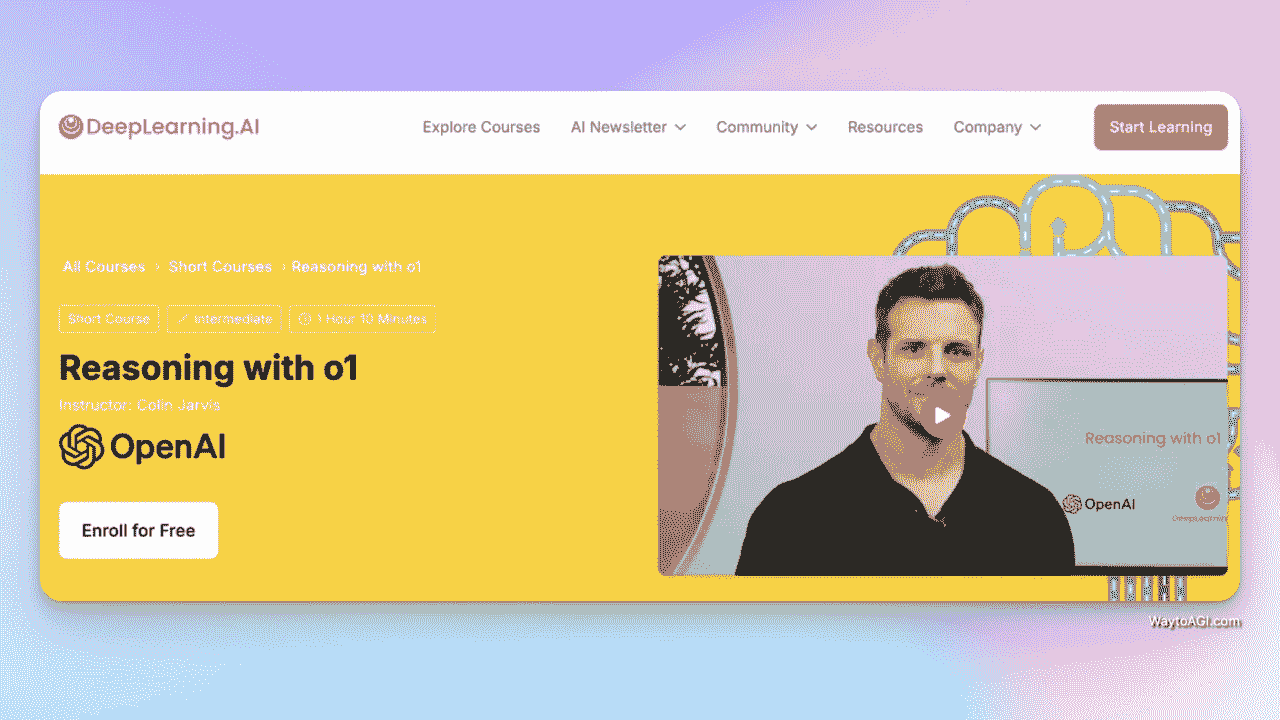 DeepLearning.AI
Explore Courses
AI Newsletter
Community
Resources
Company
Start Learning
All Courses › Short Courses › Reasoning with o1
Short Course
Intermediate
1 Hour 10 Minutes
Reasoning with o1
Instructor: Colin Jarvis
OpenAI
Enroll for Free
Reasoning with o1
OpenAI
DeepLearning
WaytoAGI.com